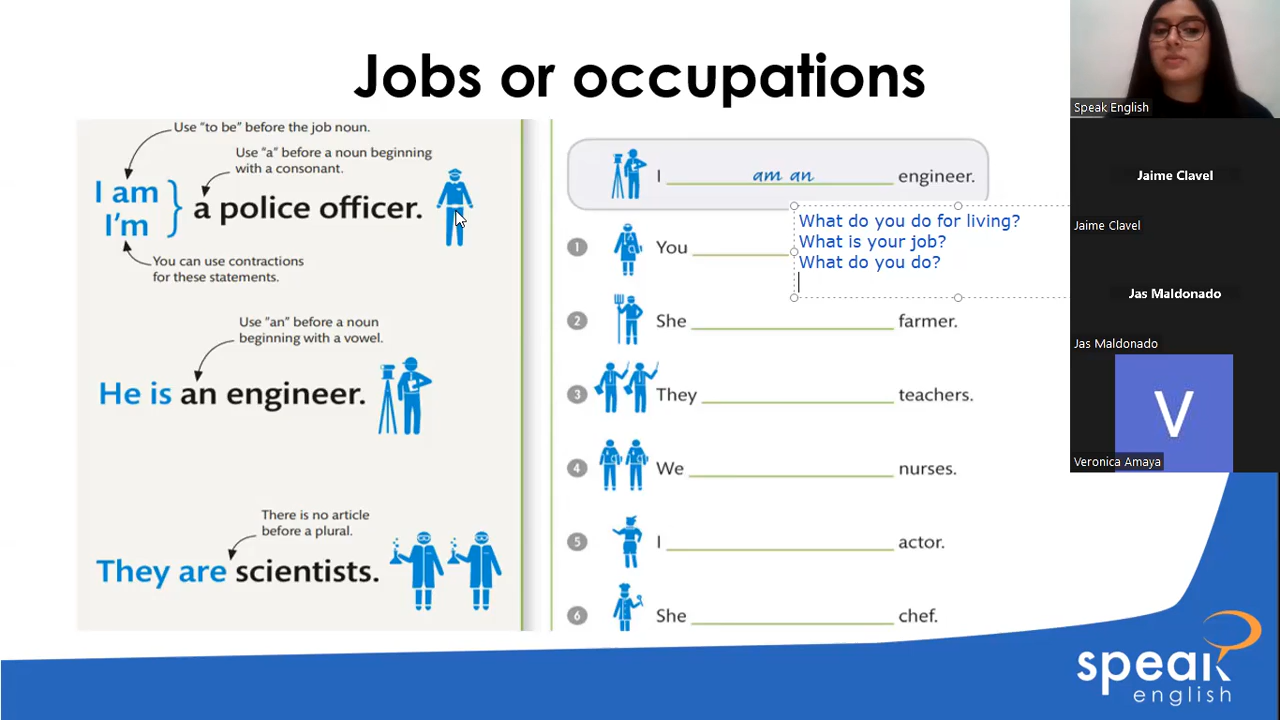 Jobs or occupations
Use "to be" before the job noun.
Use "a" before a noun beginning
with a consonant.
I am
I'm
a police officer.
You can use contractions
for these statements.
Use "an" before a noun
beginning with a vowel.
He is an engineer.
There is no article
before a plural.
They are scientists.
I am an engineer.
What do you do for living?
What is your job?
What do you do?
1 You
2 She farmer.
3 They teachers.
4 We nurses.
5 I actor.
6 She chef.
Speak English
Jaime Clavel
Jaime Clavel
Jas Maldonado
Jas Maldonado
V
Veronica Amaya
speak
english